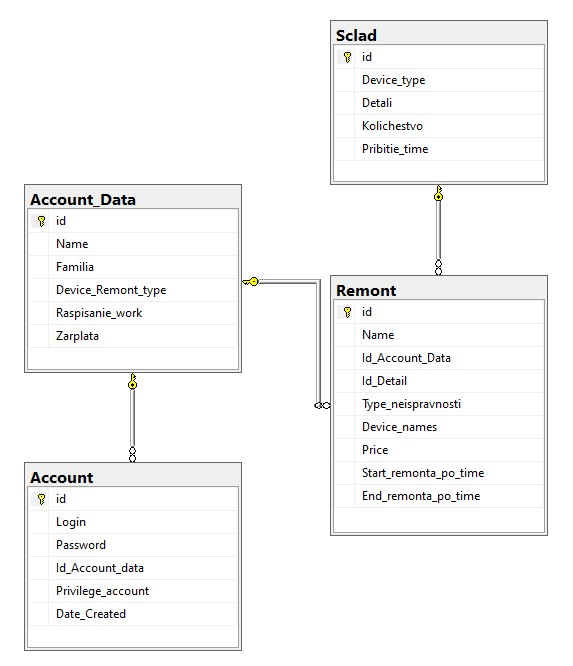 Sclad
id
Device_type
Detali
Kolichestvo
Pribitie_time
Account_Data
id
Name
Familia
Device_Remont_type
Raspisanie_work
Zarplata
Remont
id
Name
Id_Account_Data
Id_Detail
Type_neispravnosti
Device_names
Price
Start_remonta_po_time
End_remonta_po_time
Account
id
Login
Password
Id_Account_data
Privilege_account
Date_Created